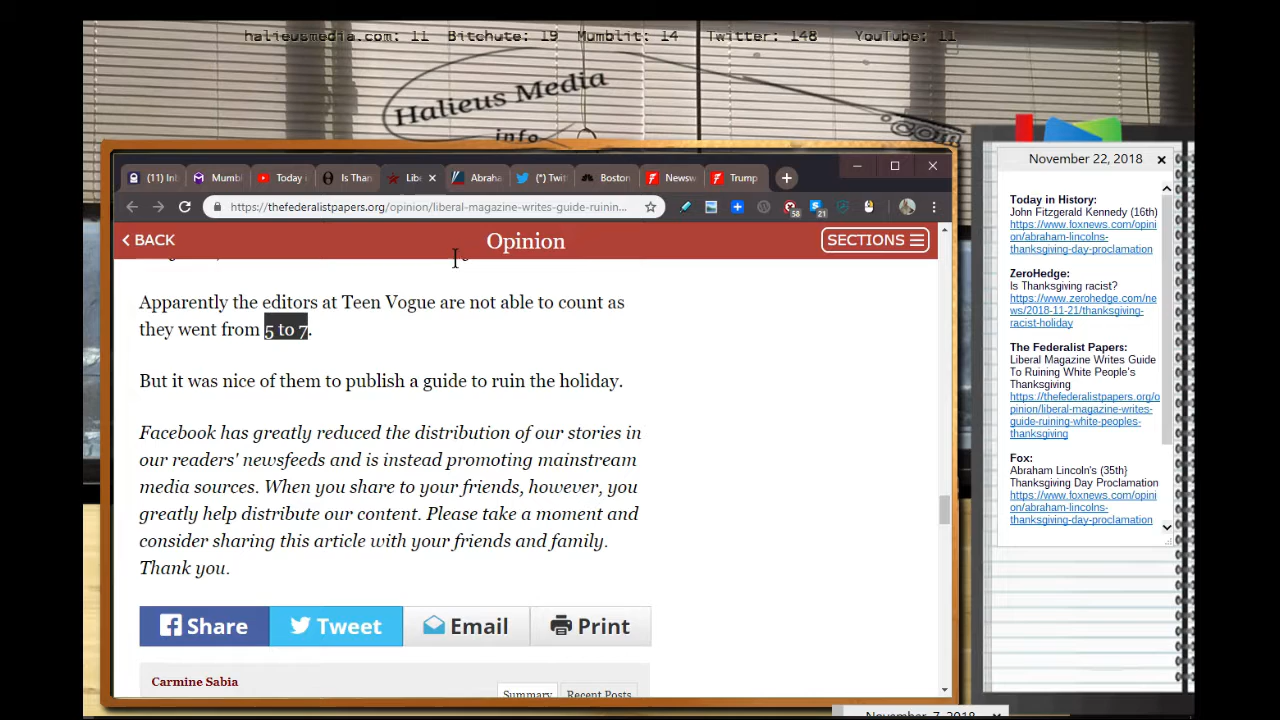 halieusmedia.com: 11 Bitchute: 19 Mumblit: 14 Twitter: 148 YouTube: 11
Halieus Media
info
.com
(11) In
Mumbl
Today
Is Than
Lib
Abraha
(*) Twit
Boston
Newsw
Trump
https://thefederalistpapers.org/opinion/liberal-magazine-writes-guide-ruinin...
58
21
BACK
Opinion
SECTIONS
Apparently the editors at Teen Vogue are not able to count as
they went from 5 to 7.
But it was nice of them to publish a guide to ruin the holiday.
Facebook has greatly reduced the distribution of our stories in
our readers' newsfeeds and is instead promoting mainstream
media sources. When you share to your friends, however, you
greatly help distribute our content. Please take a moment and
consider sharing this article with your friends and family.
Thank you.
Share
Tweet
Email
Print
Carmine Sabia
Summary
Recent Posts
November 22, 2018
Today in History:
John Fitzgerald Kennedy (16th)
https://www.foxnews.com/opini
on/abraham-lincolns-
thanksgiving-day-proclamation
ZeroHedge:
Is Thanksgiving racist?
https://www.zerohedge.com/ne
ws/2018-11-21/thanksgiving-
racist-holiday
The Federalist Papers:
Liberal Magazine Writes Guide
To Ruining White People's
Thanksgiving
https://thefederalistpapers.org/o
pinion/liberal-magazine-writes-
guide-ruining-white-peoples-
thanksgiving
Fox:
Abraham Lincoln's (35th}
Thanksgiving Day Proclamation
https://www.foxnews.com/opini
on/abraham-lincolns-
thanksgiving-day-proclamation
November 7, 2018